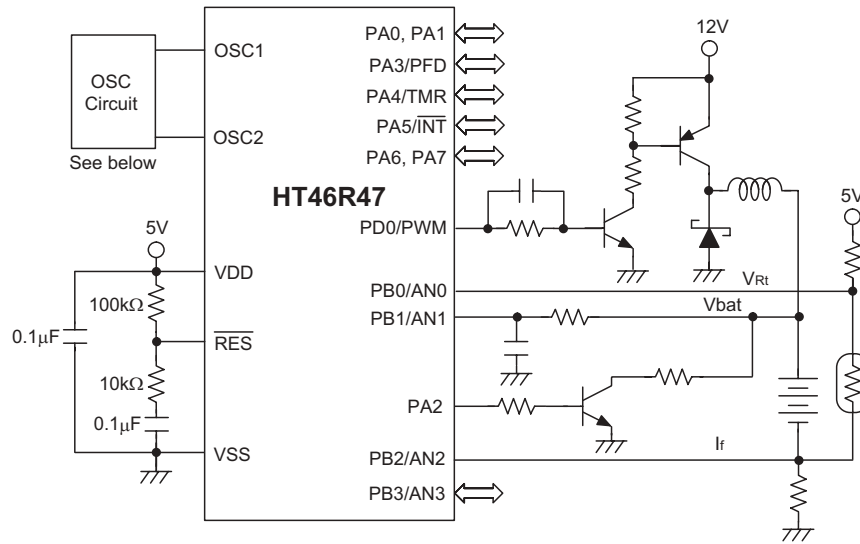 OSC
Circuit
See below
OSC1
OSC2
5V
VDD
100kΩ
0.1μF
RES
10kΩ
0.1μF
VSS
HT46R47
PA0, PA1
PA3/PFD
PA4/TMR
PA5/INT
PA6, PA7
PD0/PWM
PB0/AN0
PB1/AN1
PA2
PB2/AN2
PB3/AN3
12V
5V
VRt
Vbat
If